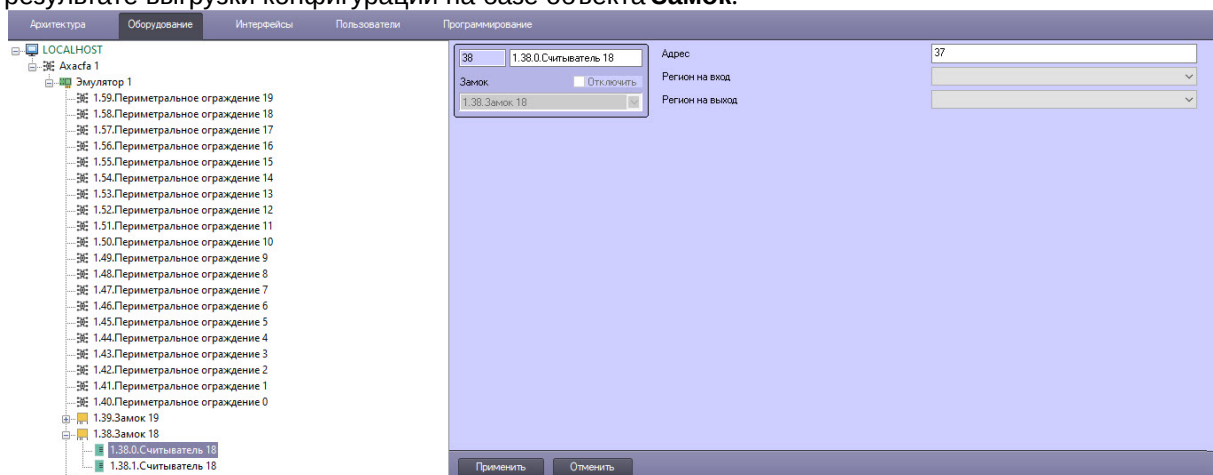 результате выгрузки конфигурации на базе объекта Замок.
Архитектура Оборудование Интерфейсы Пользователи Программирование
LOCALHOST
Axacfa 1
Эмулятор 1
1.59.Периметральное ограждение 19
1.58.Периметральное ограждение 18
1.57.Периметральное ограждение 17
1.56.Периметральное ограждение 16
1.55.Периметральное ограждение 15
1.54.Периметральное ограждение 14
1.53.Периметральное ограждение 13
1.52.Периметральное ограждение 12
1.51.Периметральное ограждение 11
1.50.Периметральное ограждение 10
1.49.Периметральное ограждение 9
1.48.Периметральное ограждение 8
1.47.Периметральное ограждение 7
1.46.Периметральное ограждение 6
1.45.Периметральное ограждение 5
1.44.Периметральное ограждение 4
1.43.Периметральное ограждение 3
1.42.Периметральное ограждение 2
1.41.Периметральное ограждение 1
1.40.Периметральное ограждение 0
1.39.Замок 19
1.38.Замок 18
1.38.0.Считыватель 18
1.38.1.Считыватель 18
38 1.38.0.Считыватель 18
Замок Отключить
1.38.Замок 18
Адрес 37
Регион на вход
Регион на выход
Применить Отменить